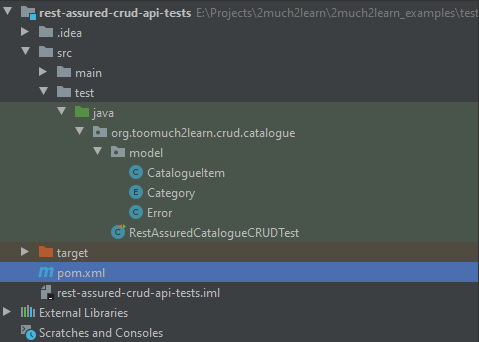 rest-assured-crud-api-tests E:\Projects\2much2learn\2much2learn_examples\test
.idea
src
main
test
java
org.toomuch2learn.crud.catalogue
model
C CatalogueItem
E Category
C Error
C RestAssuredCatalogueCRUDTest
target
m pom.xml
rest-assured-crud-api-tests.iml
External Libraries
Scratches and Consoles